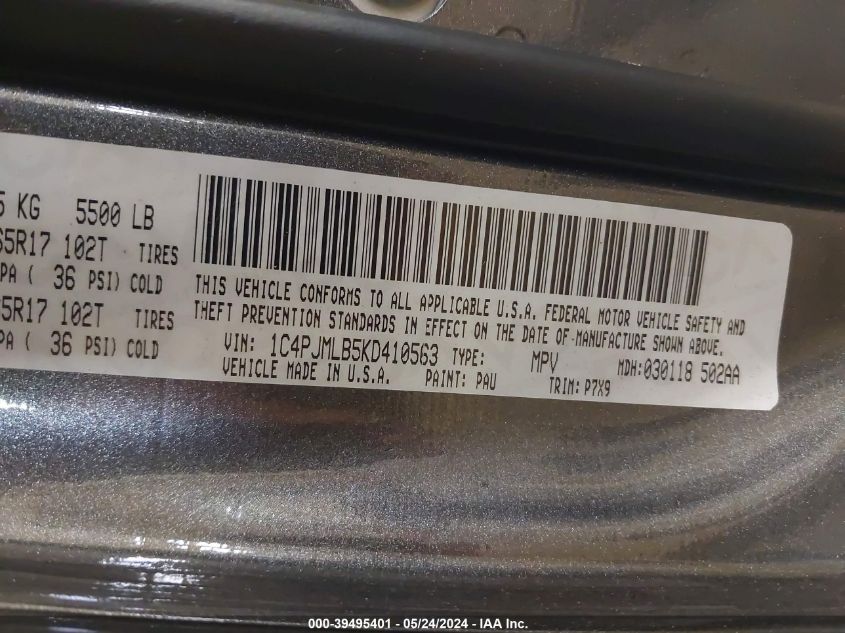 5 KG 5500 LB
65R17 102T TIRES
PA ( 36 PSI) COLD
65R17 102T TIRES
PA ( 36 PSI) COLD
THIS VEHICLE CONFORMS TO ALL APPLICABLE U.S.A. FEDERAL MOTOR VEHICLE SAFETY AND
THEFT PREVENTION STANDARDS IN EFFECT ON THE DATE OF MANUFACTURE SHOWN ABOVE.
VIN: 1C4PJMLB5KD410563 TYPE: MPV MDH:030118 502AA
VEHICLE MADE IN U.S.A. PAINT: PAU TRIM: P7X9
000-39495401 - 05/24/2024 - IAA Inc.